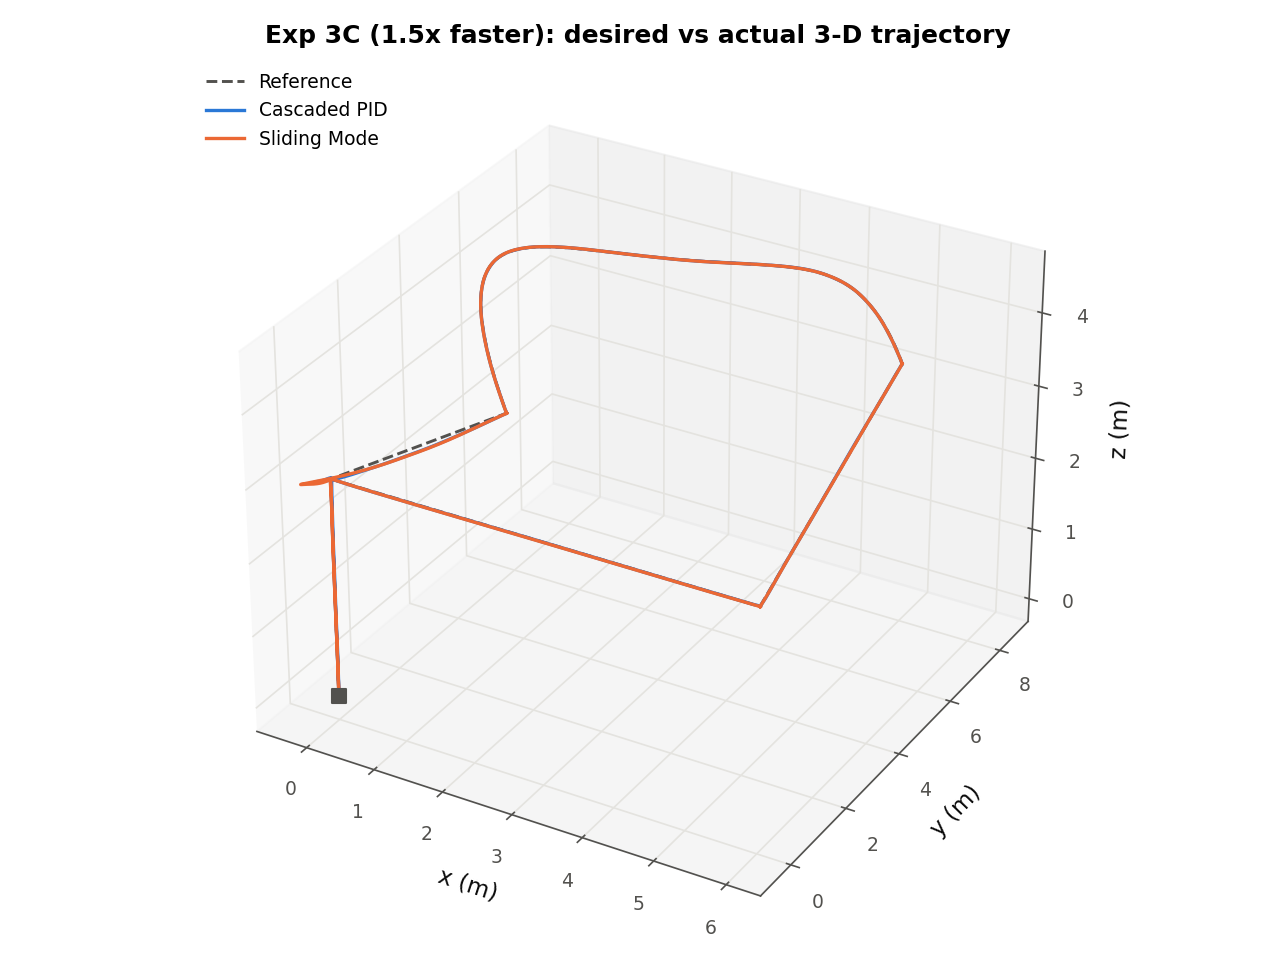 Exp 3C (1.5x faster): desired vs actual 3-D trajectory
Reference
Cascaded PID
Sliding Mode
4
3
2
1
0
z (m)
8
6
4
2
0
y (m)
0
1
2
3
4
5
6
x (m)